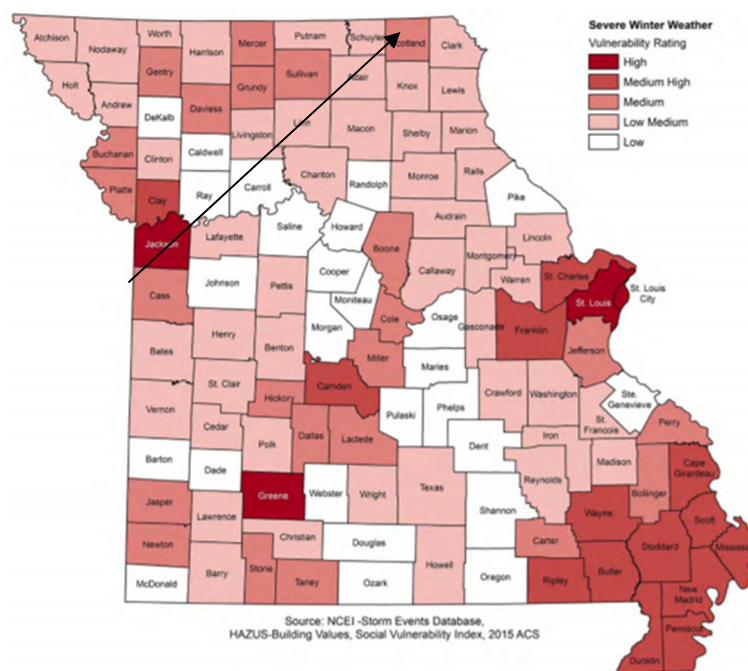 Severe Winter Weather
Vulnerability Rating
High
Medium High
Medium
Low Medium
Low
Atchison
Nodaway
Worth
Harrison
Mercer
Putnam
Schuyler
Scotland
Clark
Holt
Andrew
Gentry
DeKalb
Daviess
Grundy
Sullivan
Adair
Knox
Lewis
Buchanan
Clinton
Caldwell
Livingston
Linn
Macon
Shelby
Marion
Platte
Clay
Ray
Carroll
Chariton
Randolph
Monroe
Ralls
Pike
Jackson
Lafayette
Saline
Howard
Boone
Audrain
Callaway
Montgomery
Lincoln
Warren
St. Charles
St. Louis
St. Louis
City
Cass
Johnson
Pettis
Cooper
Moniteau
Morgan
Cole
Osage
Gasconade
Franklin
Jefferson
Bates
Henry
Benton
Miller
Maries
Camden
St. Clair
Hickory
Vernon
Cedar
Polk
Dallas
Laclede
Pulaski
Phelps
Crawford
Washington
St.
Francois
Ste.
Genevieve
Perry
Barton
Dade
Dent
Iron
Madison
Reynolds
Bollinger
Cape
Girardeau
Jasper
Lawrence
Greene
Webster
Wright
Texas
Shannon
Wayne
Scott
Newton
Christian
Douglas
Carter
Stoddard
Mississi
McDonald
Barry
Stone
Taney
Ozark
Howell
Oregon
Ripley
Butler
New
Madrid
Pemiscot
Dunklin
Source: NCEI -Storm Events Database,
HAZUS-Building Values, Social Vulnerability Index, 2015 ACS